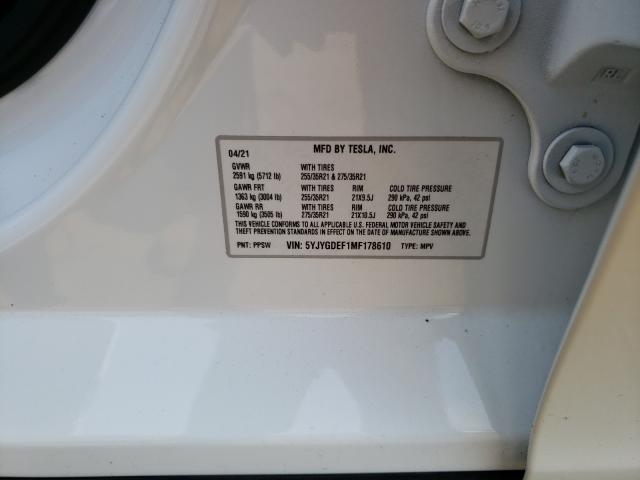 04/21 MFD BY TESLA, INC.
GVWR WITH TIRES
2591 kg (5712 lb) 255/35R21 & 275/35R21
GAWR FRT WITH TIRES RIM COLD TIRE PRESSURE
1363 kg (3004 lb) 255/35R21 21X9.5J 290 kPa, 42 psi
GAWR RR WITH TIRES RIM COLD TIRE PRESSURE
1590 kg (3505 lb) 275/35R21 21X10.5J 290 kPa, 42 psi
THIS VEHICLE CONFORMS TO ALL APPLICABLE U.S. FEDERAL MOTOR VEHICLE SAFETY AND
THEFT PREVENTION STANDARDS IN EFFECT ON THE DATE OF MANUFACTURE SHOWN ABOVE.
PNT: PPSW VIN: 5YJYGDEF1MF178610 TYPE: MPV